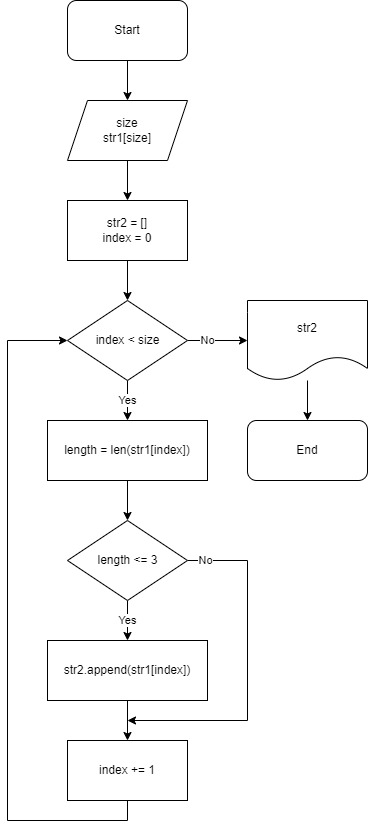 Start
size
str1[size]
str2 = []
index = 0
index < size
No
str2
End
Yes
length = len(str1[index])
length <= 3
No
Yes
str2.append(str1[index])
index += 1